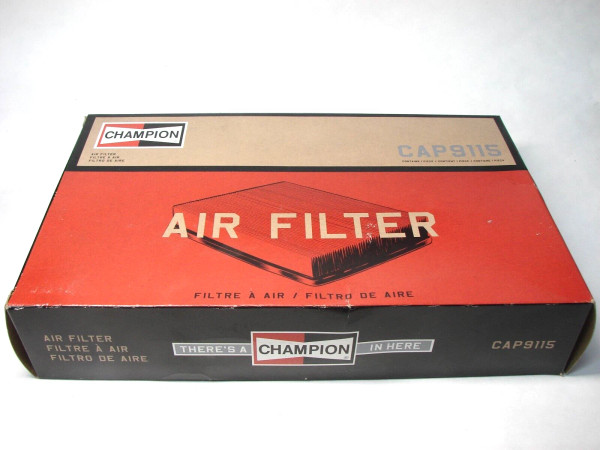 CHAMPION
AIR FILTER
FILTRE À AIR
FILTRO DE AIRE
CAP9115
AIR FILTER
FILTRE À AIR / FILTRO DE AIRE
AIR FILTER
FILTRE À AIR
FILTRO DE AIRE
THERE'S A CHAMPION IN HERE
CAP9115